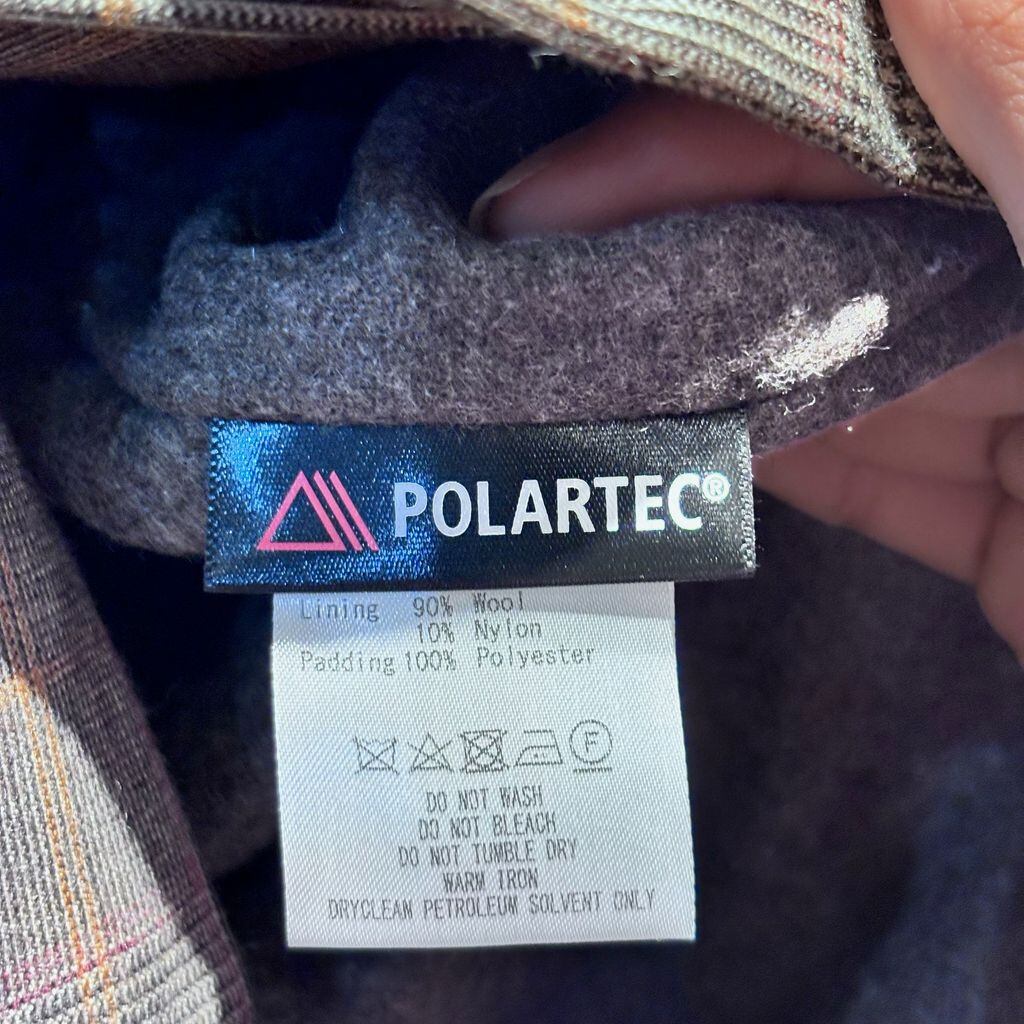 POLARTEC®
Lining 90% Wool
10% Nylon
Padding 100% Polyester
F
DO NOT WASH
DO NOT BLEACH
DO NOT TUMBLE DRY
WARM IRON
DRYCLEAN PETROLEUM SOLVENT ONLY